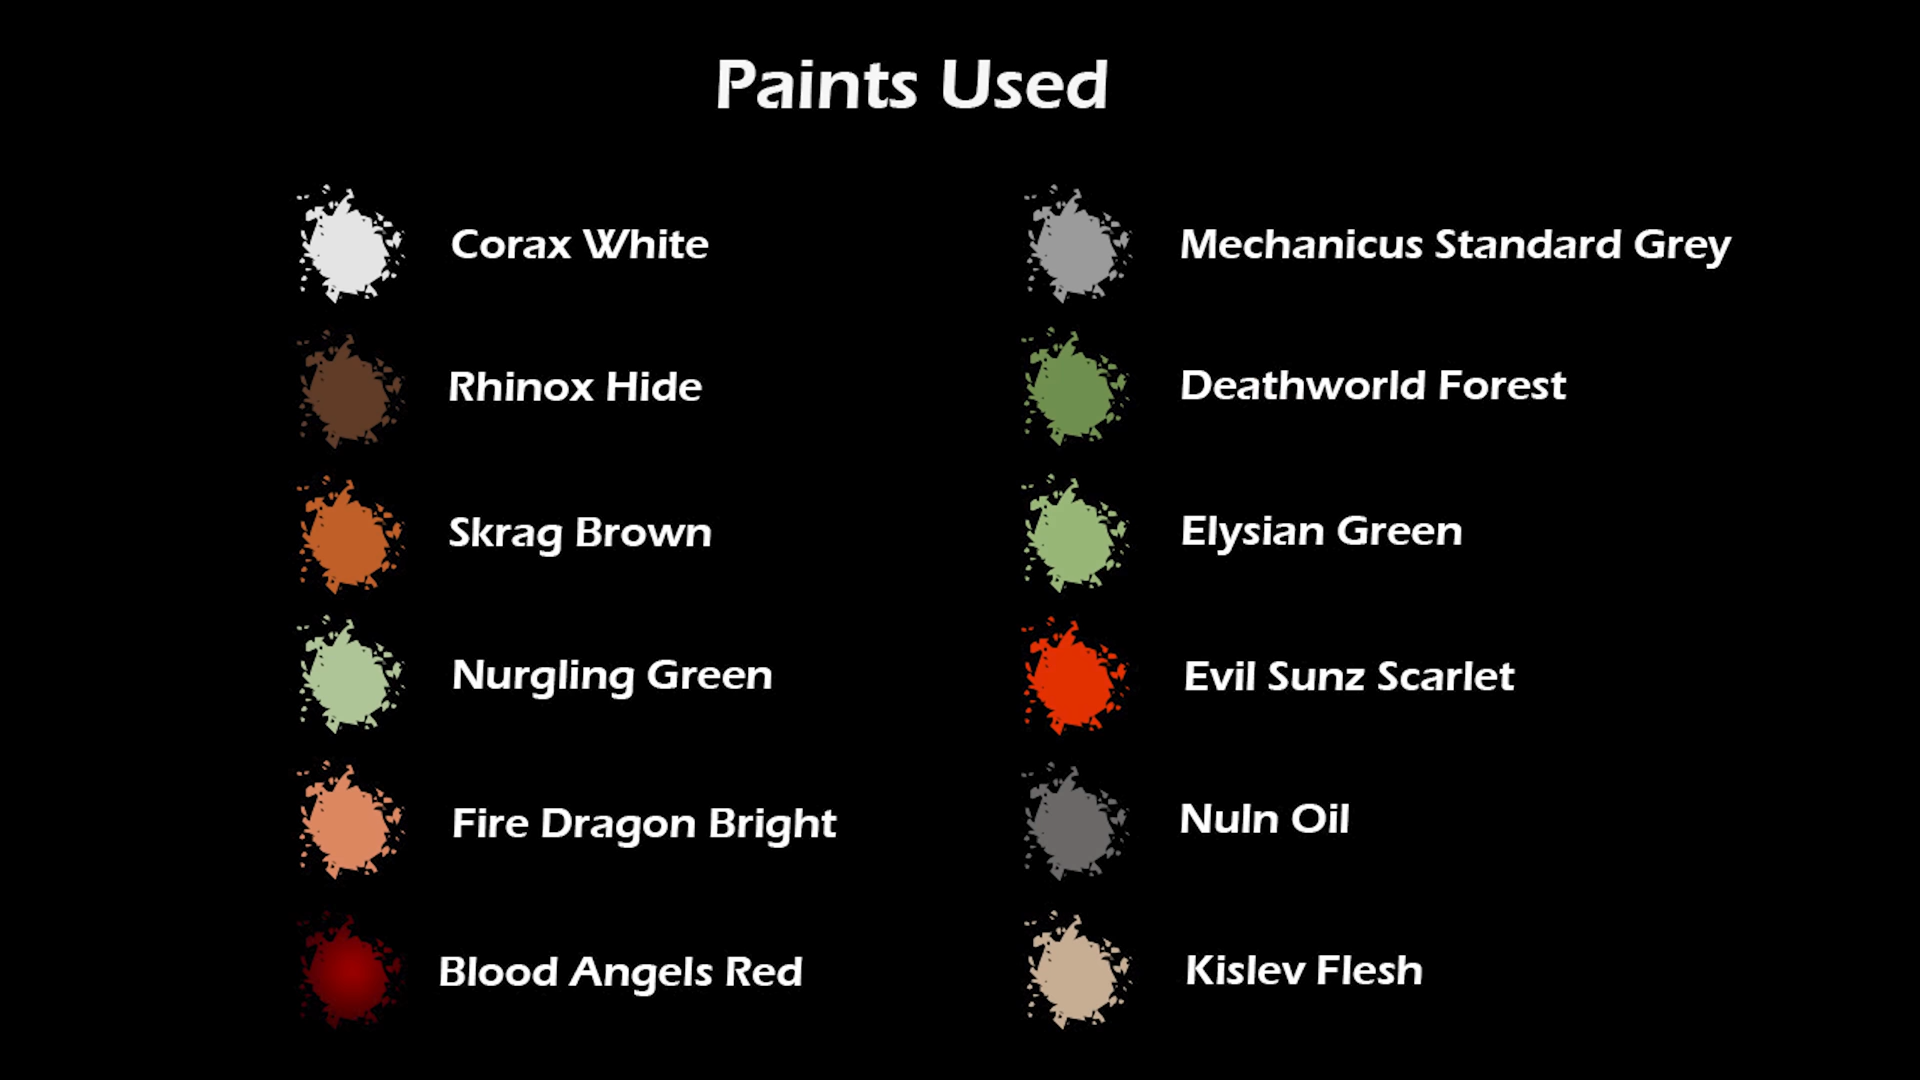 Paints Used
Corax White
Mechanicus Standard Grey
Rhinox Hide
Deathworld Forest
Skrag Brown
Elysian Green
Nurgling Green
Evil Sunz Scarlet
Fire Dragon Bright
Nuln Oil
Blood Angels Red
Kislev Flesh